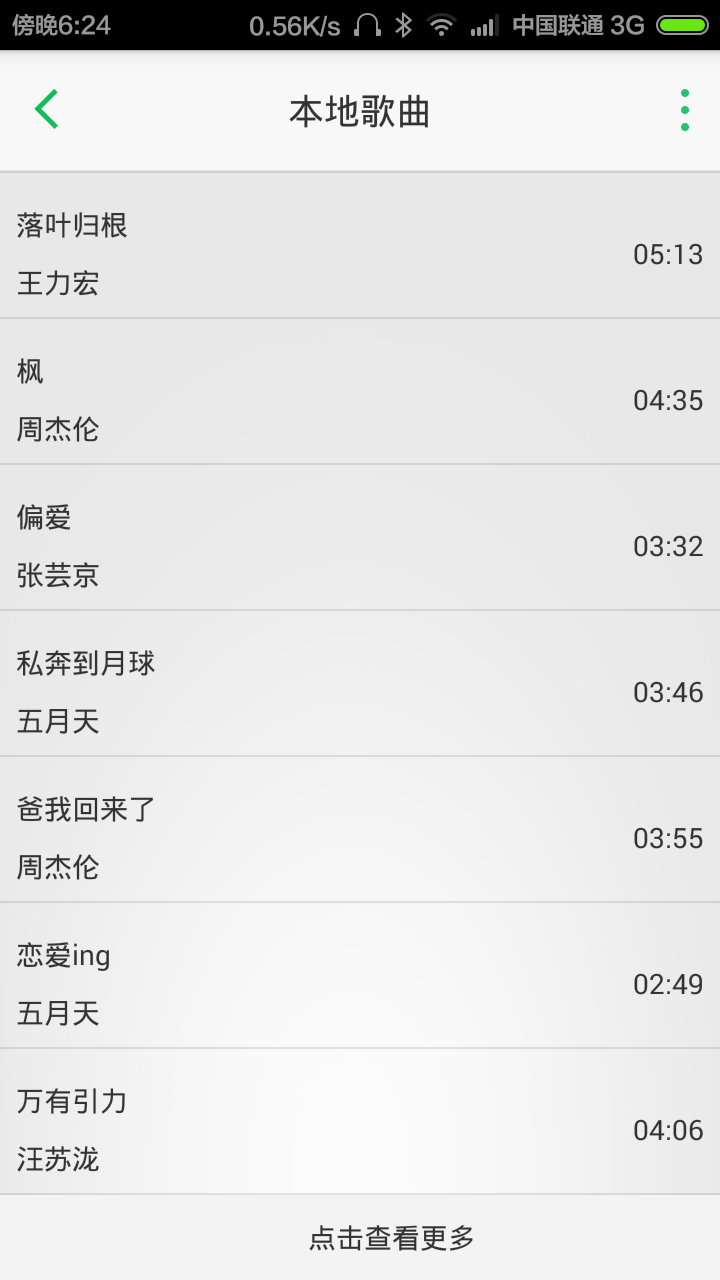 傍晚6:24 0.56K/s 中国联通 3G
本地歌曲
落叶归根
王力宏
05:13
枫
周杰伦
04:35
偏爱
张芸京
03:32
私奔到月球
五月天
03:46
爸我回来了
周杰伦
03:55
恋爱ing
五月天
02:49
万有引力
汪苏泷
04:06
点击查看更多